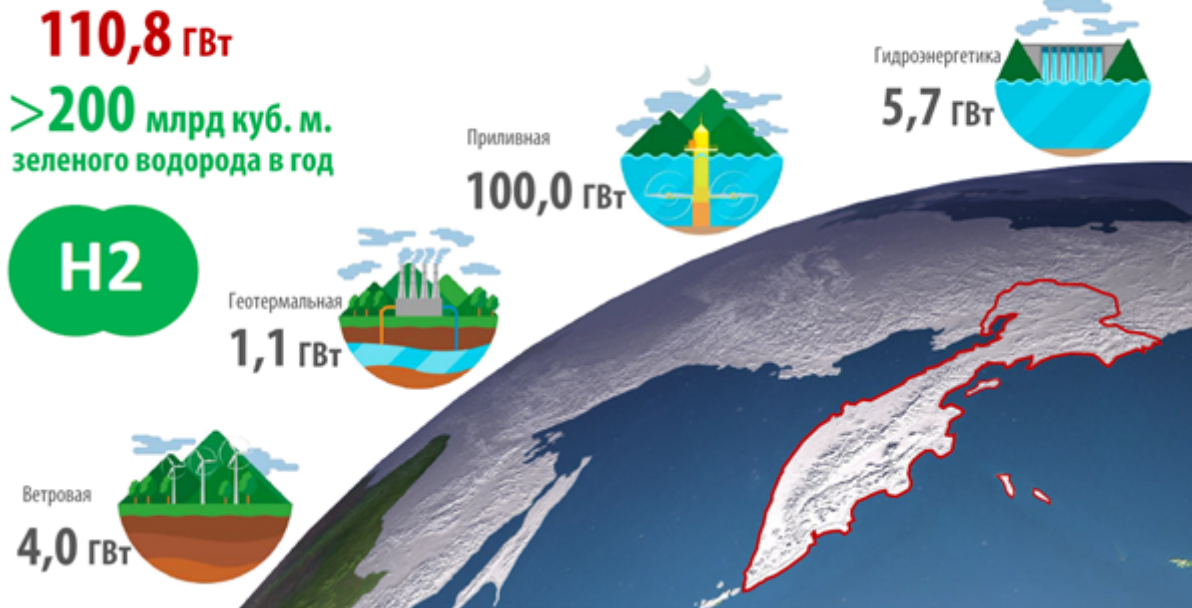 110,8 ГВт
>200 млрд куб. м.
зеленого водорода в год
H2
Ветровая
4,0 ГВт
Геотермальная
1,1 ГВт
Приливная
100,0 ГВт
Гидроэнергетика
5,7 ГВт